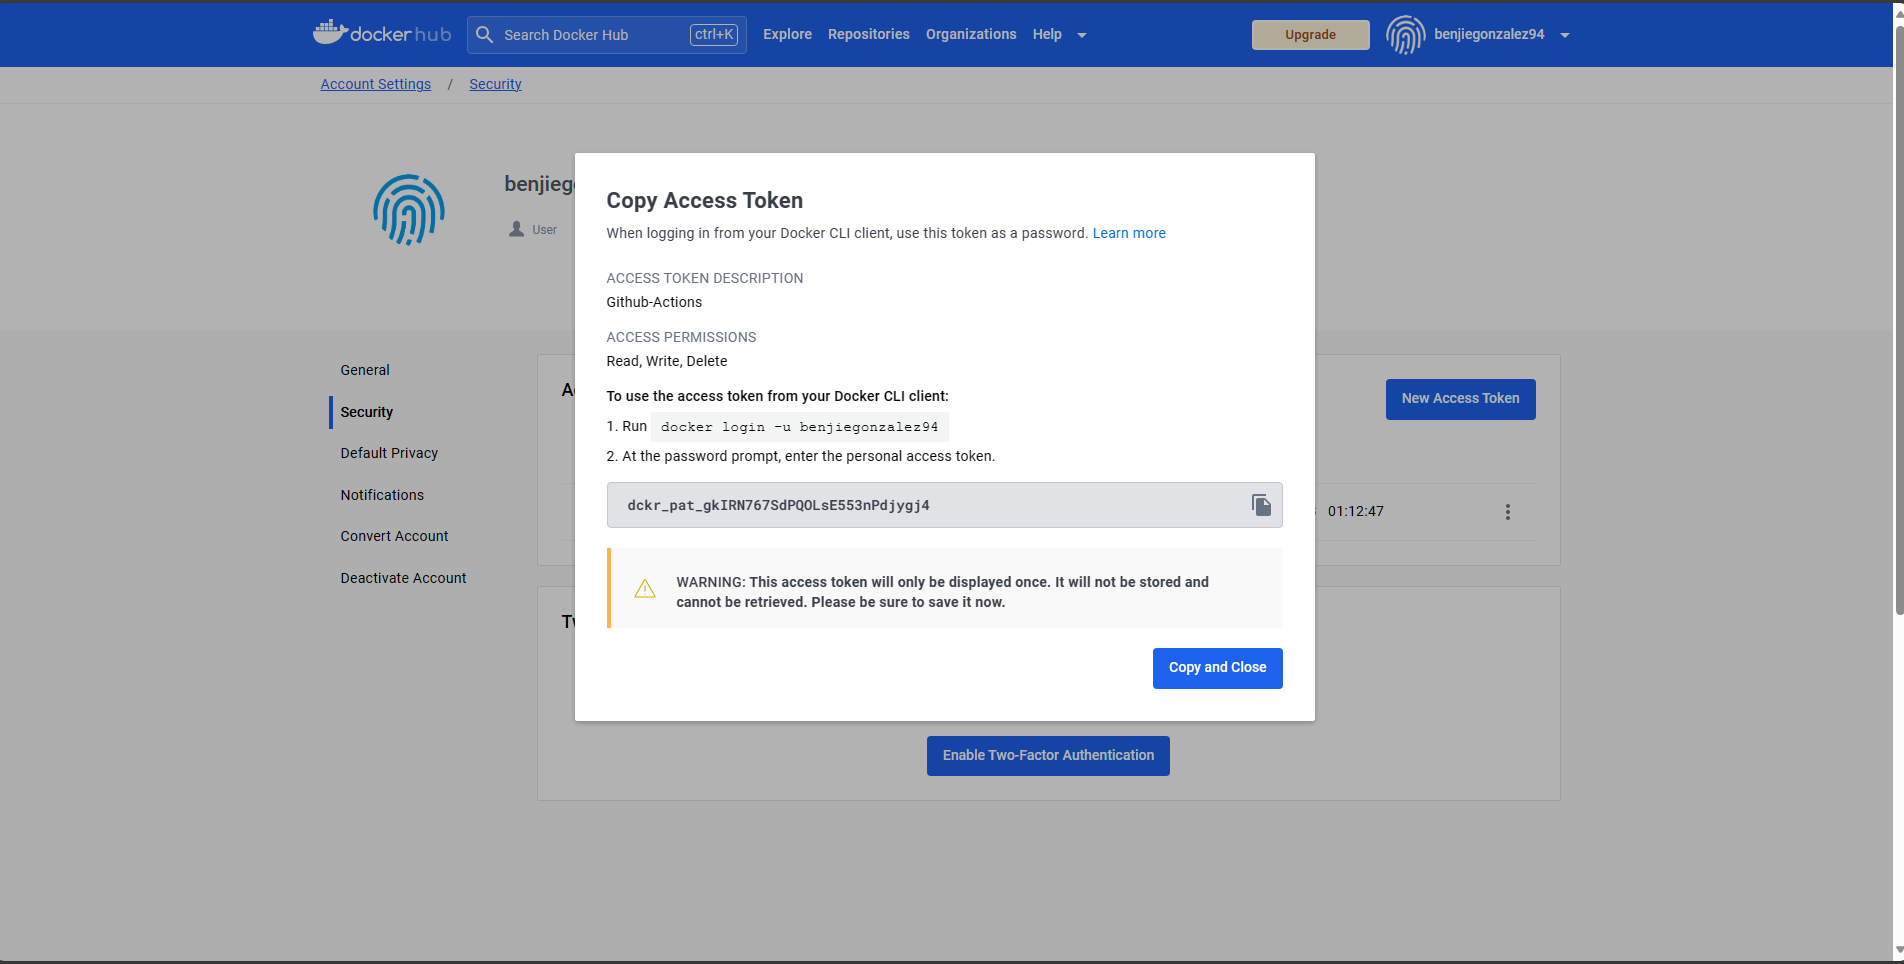 docker hub
Search Docker Hub
ctrl+K
Explore
Repositories
Organizations
Help
Upgrade
benjiegonzalez94
Account Settings / Security
benjieg
User
Copy Access Token
When logging in from your Docker CLI client, use this token as a password. Learn more
ACCESS TOKEN DESCRIPTION
Github-Actions
ACCESS PERMISSIONS
Read, Write, Delete
To use the access token from your Docker CLI client:
1. Run docker login -u benjiegonzalez94
2. At the password prompt, enter the personal access token.
dckr_pat_gkIRN767SdPQOLsE553nPdjygj4
WARNING: This access token will only be displayed once. It will not be stored and
cannot be retrieved. Please be sure to save it now.
Copy and Close
General
Security
Default Privacy
Notifications
Convert Account
Deactivate Account
New Access Token
01:12:47
Enable Two-Factor Authentication